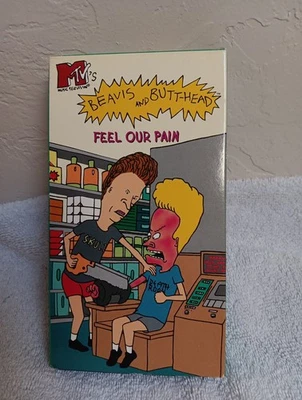 MTV's
MUSIC TELEVISION
BEAVIS AND BUTT-HEAD
FEEL OUR PAIN